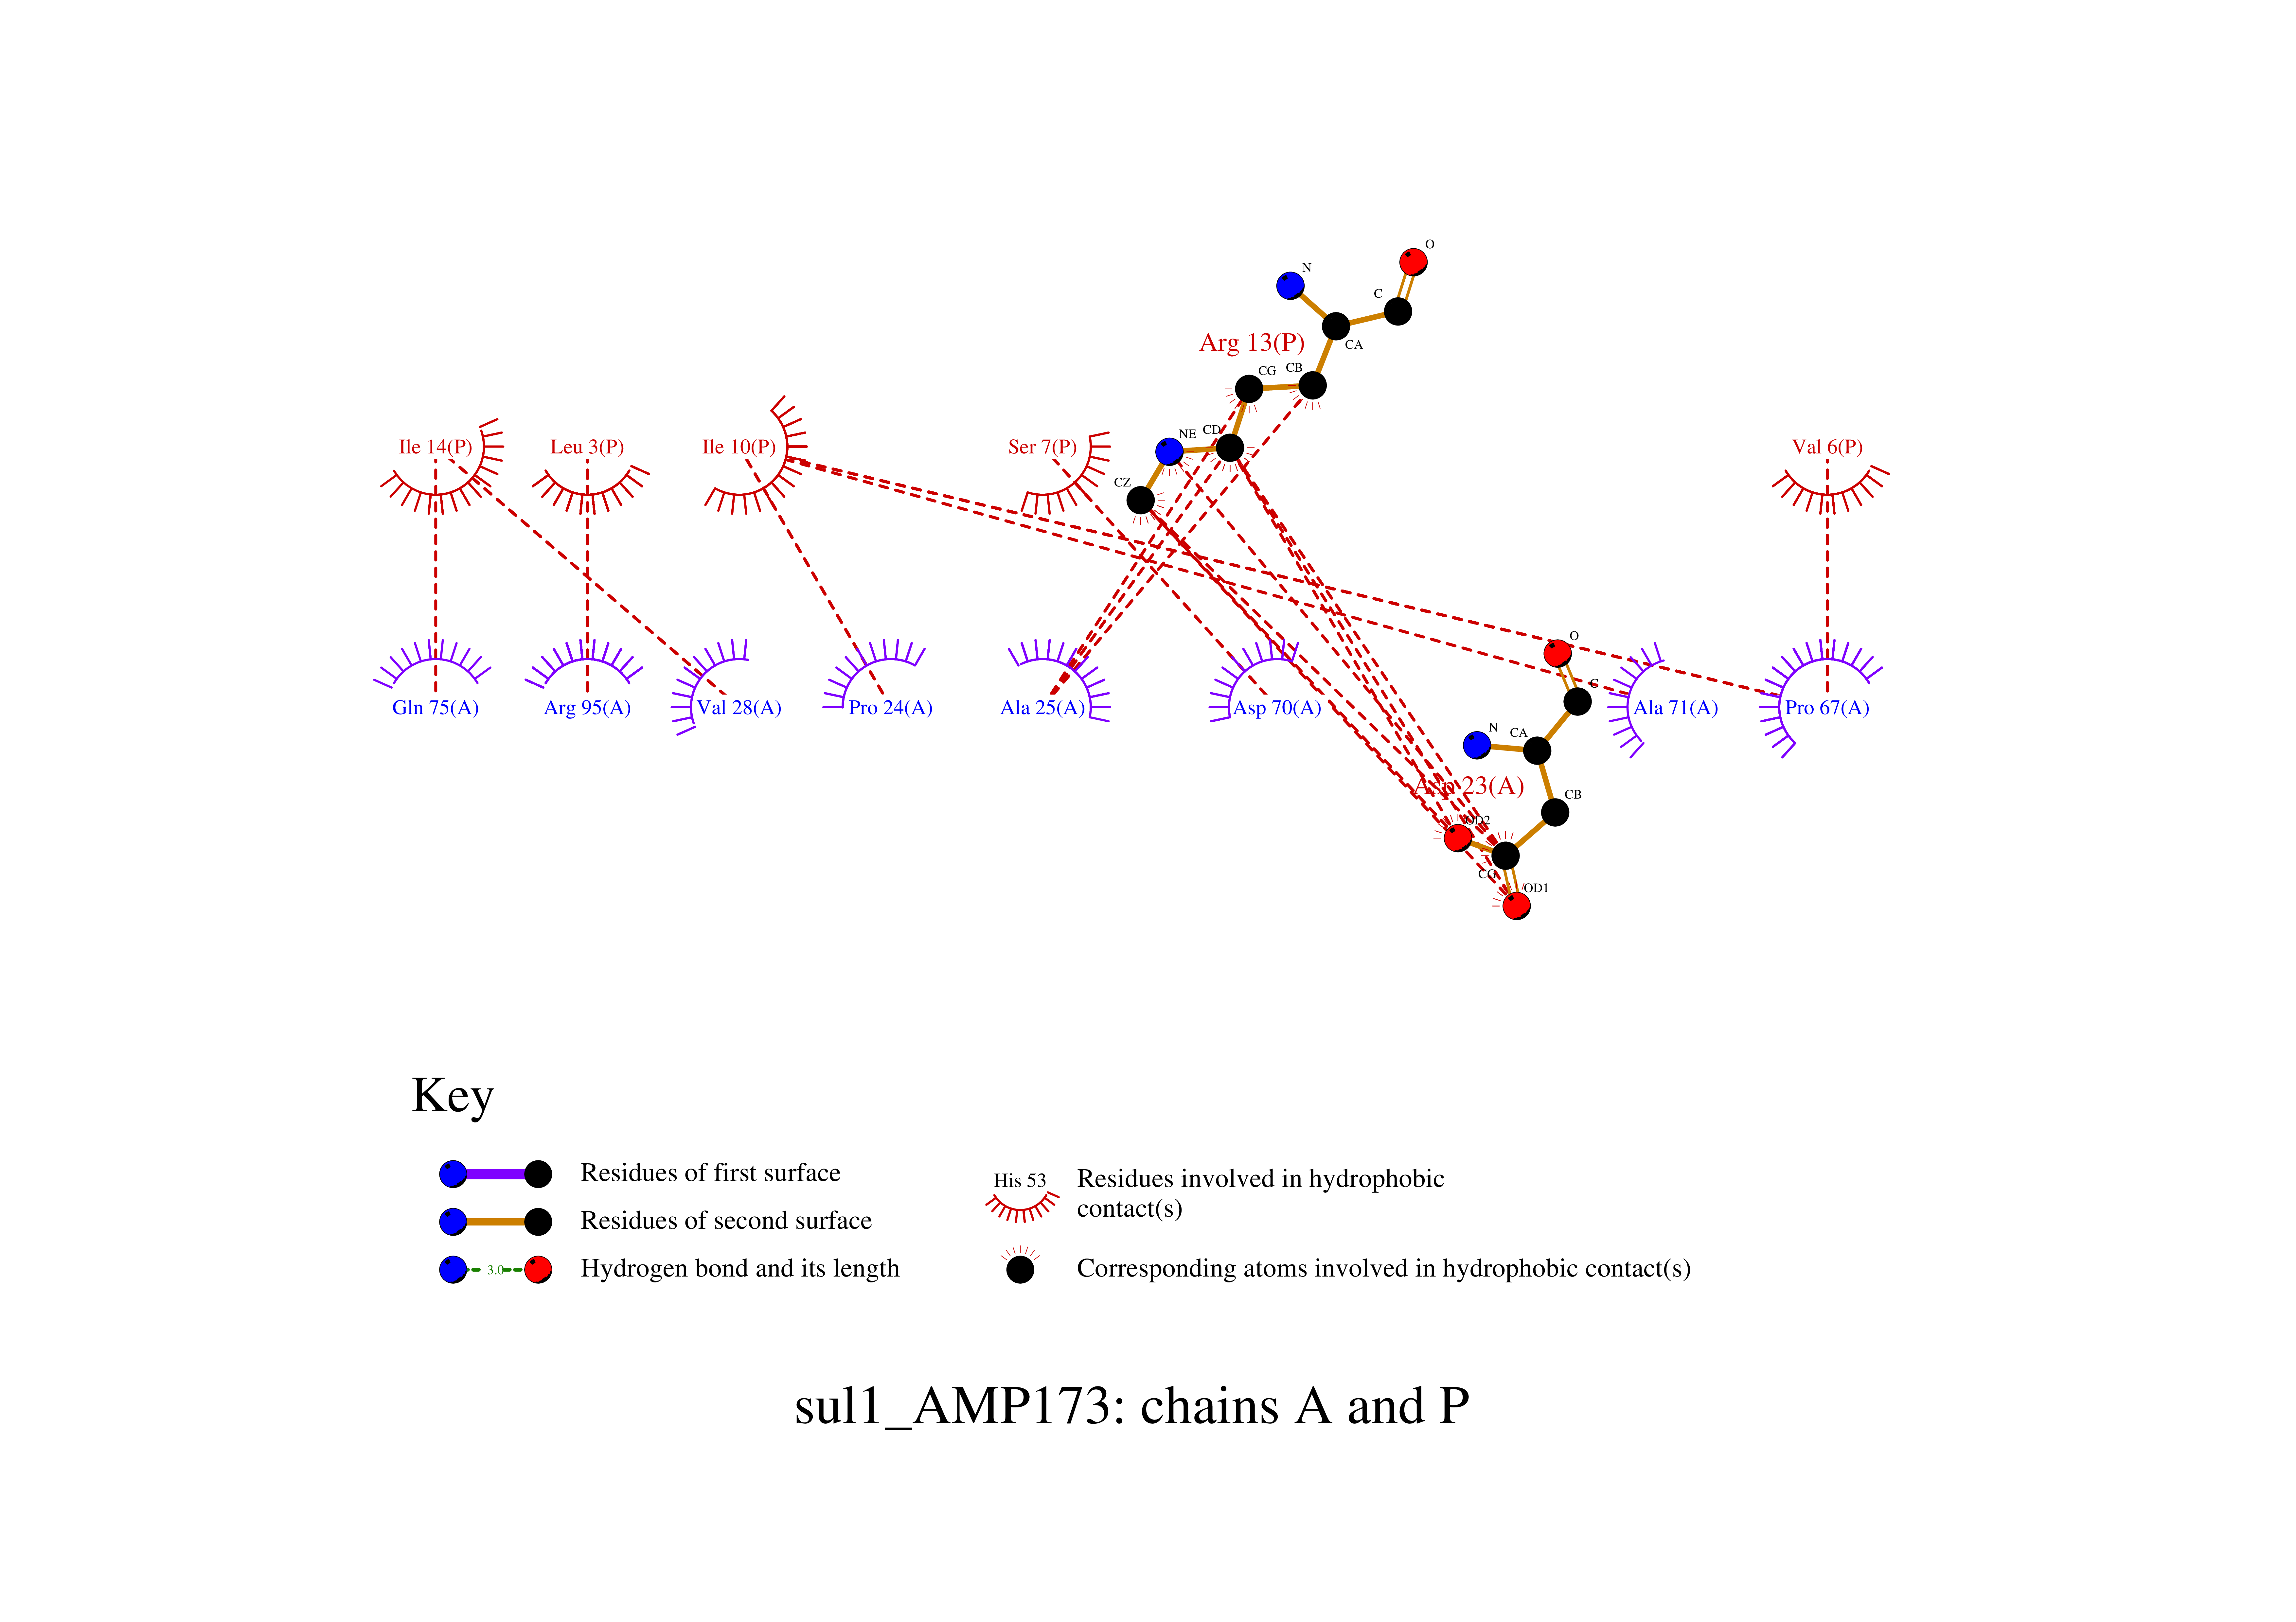 O
N
C
CA
Arg 13(P)
CG
CB
Ile 14(P)
Leu 3(P)
Ile 10(P)
Ser 7(P)
NE
CD
Val 6(P)
CZ
O
C
Gln 75(A)
Arg 95(A)
Val 28(A)
Pro 24(A)
Ala 25(A)
Asp 70(A)
Ala 71(A)
Pro 67(A)
N
CA
Asp 23(A)
CB
OD2
CG
OD1
Key
Residues of first surface
Residues of second surface
3.0
Hydrogen bond and its length
His 53
Residues involved in hydrophobic
contact(s)
Corresponding atoms involved in hydrophobic contact(s)
sul1_AMP173: chains A and P